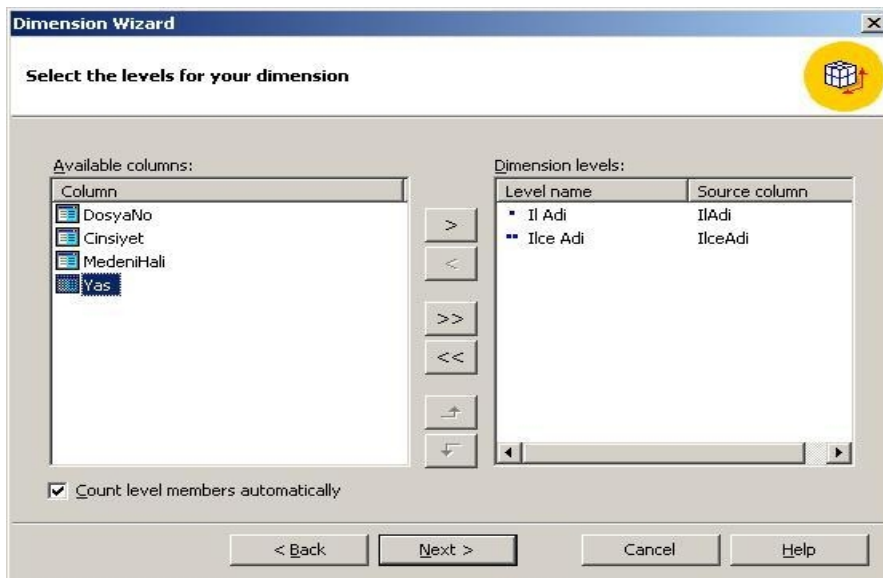 Dimension Wizard
Select the levels for your dimension
Available columns:
Column
DosyaNo
Cinsiyet
MedeniHali
Yas
>
<
>>
<<
Dimension levels:
Level name Source column
Il Adi IlAdi
Ilce Adi IlceAdi
Count level members automatically
< Back Next > Cancel Help